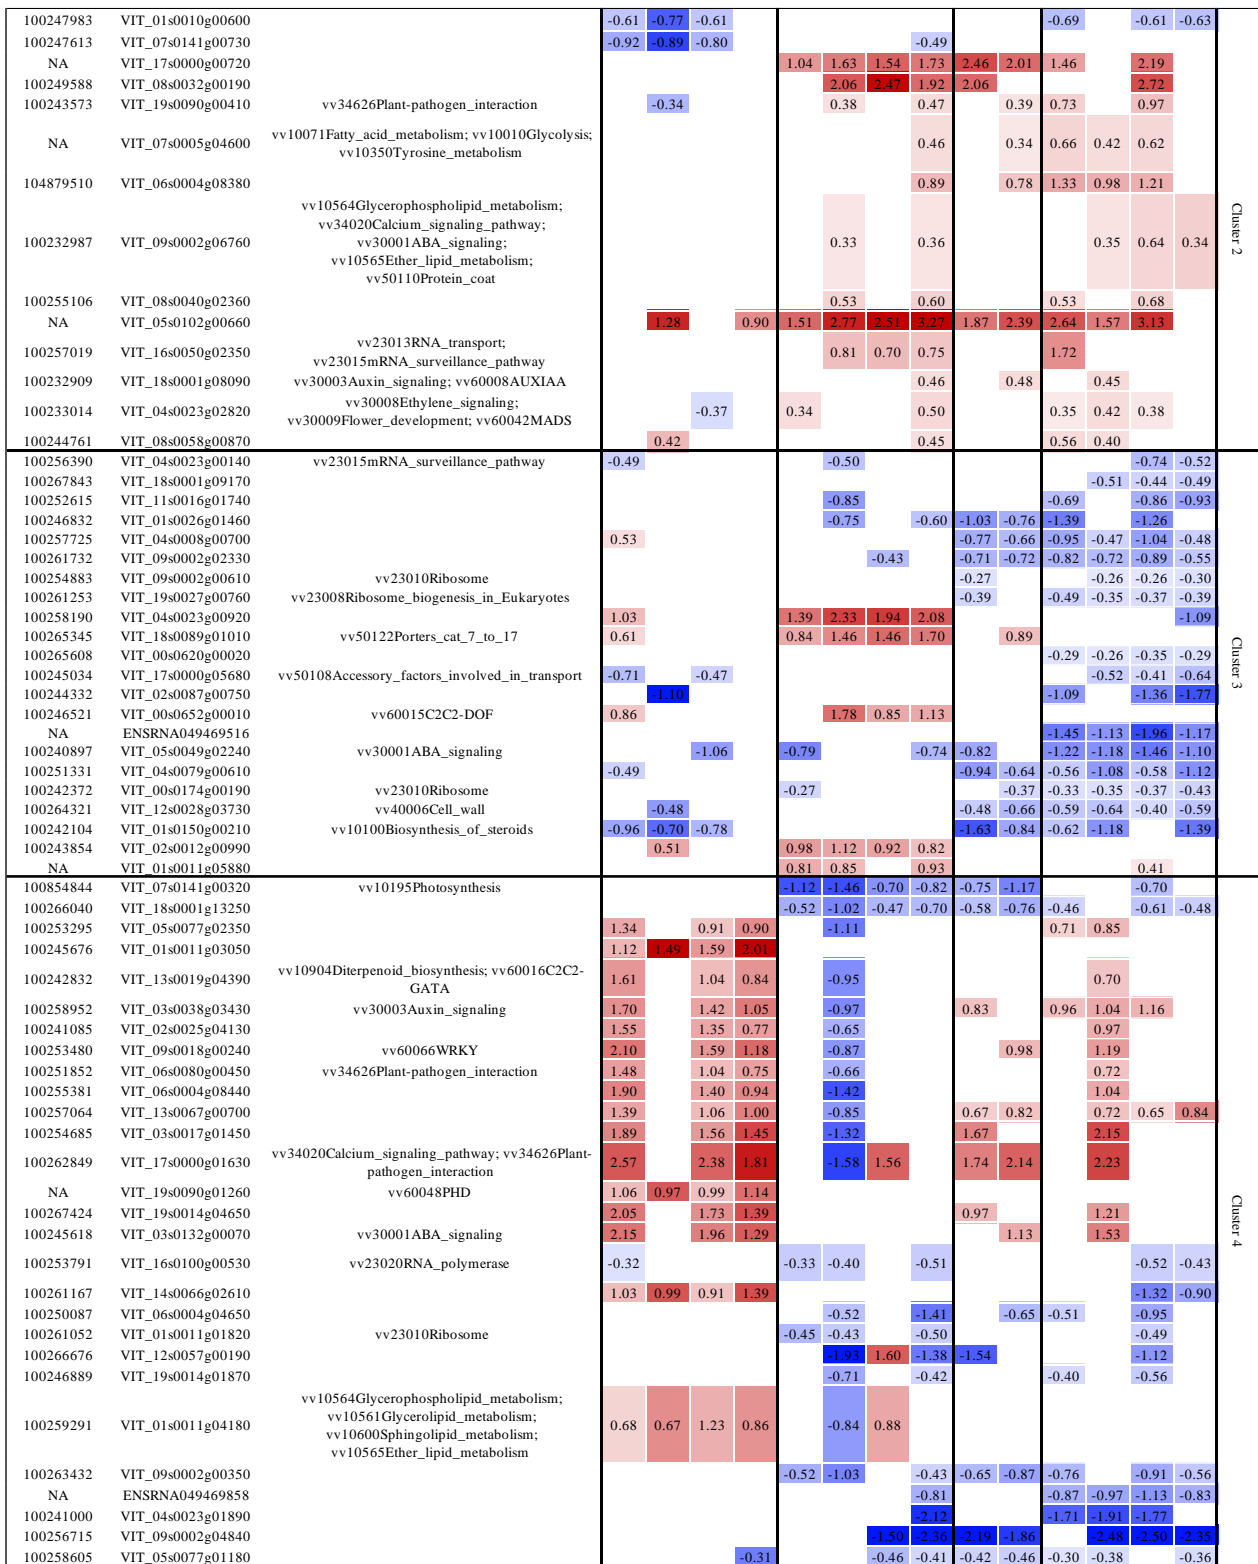 100247983 VIT_01s0010g00600 -0.61 -0.77 -0.61 -0.69 -0.61 -0.63
100247613 VIT_07s0141g00730 -0.92 -0.89 -0.80 -0.49
NA VIT_17s0000g00720 1.04 1.63 1.54 1.73 2.46 2.01 1.46 2.19
100249588 VIT_08s0032g00190 2.06 2.47 1.92 2.06 2.72
100243573 VIT_19s0090g00410 vv34626Plant-pathogen_interaction -0.34 0.38 0.47 0.39 0.73 0.97
vv10071Fatty_acid_metabolism; vv10010Glycolysis;
NA VIT_07s0005g04600 0.46 0.34 0.66 0.42 0.62
vv10350Tyrosine_metabolism
104879510 VIT_06s0004g08380 0.89 0.78 1.33 0.98 1.21
vv10564Glycerophospholipid_metabolism;
vv34020Calcium_signaling_pathway;
100232987 VIT_09s0002g06760 vv30001ABA_signaling; 0.33 0.36 0.35 0.64 0.34
vv10565Ether_lipid_metabolism;
vv50110Protein_coat
Cluster 2
100255106 VIT_08s0040g02360 0.53 0.60 0.53 0.68
NA VIT_05s0102g00660 1.28 0.90 1.51 2.77 2.51 3.27 1.87 2.39 2.64 1.57 3.13
vv23013RNA_transport;
100257019 VIT_16s0050g02350 0.81 0.70 0.75 1.72
vv23015mRNA_surveillance_pathway
100232909 VIT_18s0001g08090 vv30003Auxin_signaling; vv60008AUXIAA 0.46 0.48 0.45
vv30008Ethylene_signaling;
100233014 VIT_04s0023g02820 -0.37 0.34 0.50 0.35 0.42 0.38
vv30009Flower_development; vv60042MADS
100244761 VIT_08s0058g00870 0.42 0.45 0.56 0.40
100256390 VIT_04s0023g00140 vv23015mRNA_surveillance_pathway -0.49 -0.50 -0.74 -0.52
100267843 VIT_18s0001g09170 -0.51 -0.44 -0.49
100252615 VIT_11s0016g01740 -0.85 -0.69 -0.86 -0.93
100246832 VIT_01s0026g01460 -0.75 -0.60 -1.03 -0.76 -1.39 -1.26
100257725 VIT_04s0008g00700 0.53 -0.77 -0.66 -0.95 -0.47 -1.04 -0.48
100261732 VIT_09s0002g02330 -0.43 -0.71 -0.72 -0.82 -0.72 -0.89 -0.55
100254883 VIT_09s0002g00610 vv23010Ribosome -0.27 -0.26 -0.26 -0.30
100261253 VIT_19s0027g00760 vv23008Ribosome_biogenesis_in_Eukaryotes -0.39 -0.49 -0.35 -0.37 -0.39
100258190 VIT_04s0023g00920 1.03 1.39 2.33 1.94 2.08 -1.09
100265345 VIT_18s0089g01010 vv50122Porters_cat_7_to_17 0.61 0.84 1.46 1.46 1.70 0.89
100265608 VIT_00s0620g00020 -0.29 -0.26 -0.35 -0.29
Cluster 3
100245034 VIT_17s0000g05680 vv50108Accessory_factors_involved_in_transport -0.71 -0.47 -0.52 -0.41 -0.64
100244332 VIT_02s0087g00750 -1.10 -1.09 -1.36 -1.77
100246521 VIT_00s0652g00010 vv60015C2C2-DOF 0.86 1.78 0.85 1.13
NA ENSRNA049469516 -1.45 -1.13 -1.96 -1.17
100240897 VIT_05s0049g02240 vv30001ABA_signaling -1.06 -0.79 -0.74 -0.82 -1.22 -1.18 -1.46 -1.10
100251331 VIT_04s0079g00610 -0.49 -0.94 -0.64 -0.56 -1.08 -0.58 -1.12
100242372 VIT_00s0174g00190 vv23010Ribosome -0.27 -0.37 -0.33 -0.35 -0.37 -0.43
100264321 VIT_12s0028g03730 vv40006Cell_wall -0.48 -0.48 -0.66 -0.59 -0.64 -0.40 -0.59
100242104 VIT_01s0150g00210 vv10100Biosynthesis_of_steroids -0.96 -0.70 -0.78 -1.63 -0.84 -0.62 -1.18 -1.39
100243854 VIT_02s0012g00990 0.51 0.98 1.12 0.92 0.82
NA VIT_01s0011g05880 0.81 0.85 0.93 0.41
100854844 VIT_07s0141g00320 vv10195Photosynthesis -1.12 -1.46 -0.70 -0.82 -0.75 -1.17 -0.70
100266040 VIT_18s0001g13250 -0.52 -1.02 -0.47 -0.70 -0.58 -0.76 -0.46 -0.61 -0.48
100253295 VIT_05s0077g02350 1.34 0.91 0.90 -1.11 0.71 0.85
100245676 VIT_01s0011g03050 1.12 1.49 1.59 2.01
vv10904Diterpenoid_biosynthesis; vv60016C2C2-
100242832 VIT_13s0019g04390 1.61 1.04 0.84 -0.95 0.70
GATA
100258952 VIT_03s0038g03430 vv30003Auxin_signaling 1.70 1.42 1.05 -0.97 0.83 0.96 1.04 1.16
100241085 VIT_02s0025g04130 1.55 1.35 0.77 -0.65 0.97
100253480 VIT_09s0018g00240 vv60066WRKY 2.10 1.59 1.18 -0.87 0.98 1.19
100251852 VIT_06s0080g00450 vv34626Plant-pathogen_interaction 1.48 1.04 0.75 -0.66 0.72
100255381 VIT_06s0004g08440 1.90 1.40 0.94 -1.42 1.04
100257064 VIT_13s0067g00700 1.39 1.06 1.00 -0.85 0.67 0.82 0.72 0.65 0.84
100254685 VIT_03s0017g01450 1.89 1.56 1.45 -1.32 1.67 2.15
vv34020Calcium_signaling_pathway; vv34626Plant-
100262849 VIT_17s0000g01630 2.57 2.38 1.81 -1.58 1.56 1.74 2.14 2.23
pathogen_interaction
NA VIT_19s0090g01260 vv60048PHD 1.06 0.97 0.99 1.14
100267424 VIT_19s0014g04650 2.05 1.73 1.39 0.97 1.21
Cluster 4
100245618 VIT_03s0132g00070 vv30001ABA_signaling 2.15 1.96 1.29 1.13 1.53
100253791 VIT_16s0100g00530 vv23020RNA_polymerase -0.32 -0.33 -0.40 -0.51 -0.52 -0.43
100261167 VIT_14s0066g02610 1.03 0.99 0.91 1.39 -1.32 -0.90
100250087 VIT_06s0004g04650 -0.52 -1.41 -0.65 -0.51 -0.95
100261052 VIT_01s0011g01820 vv23010Ribosome -0.45 -0.43 -0.50 -0.49
100266676 VIT_12s0057g00190 -1.93 1.60 -1.38 -1.54 -1.12
100246889 VIT_19s0014g01870 -0.71 -0.42 -0.40 -0.56
vv10564Glycerophospholipid_metabolism;
vv10561Glycerolipid_metabolism;
100259291 VIT_01s0011g04180 0.68 0.67 1.23 0.86 -0.84 0.88
vv10600Sphingolipid_metabolism;
vv10565Ether_lipid_metabolism
100263432 VIT_09s0002g00350 -0.52 -1.03 -0.43 -0.65 -0.87 -0.76 -0.91 -0.56
NA ENSRNA049469858 -0.81 -0.87 -0.97 -1.13 -0.83
100241000 VIT_04s0023g01890 -2.12 -1.71 -1.91 -1.77
100256715 VIT_09s0002g04840 -1.50 -2.36 -2.19 -1.86 -2.48 -2.50 -2.35
100258605 VIT_05s0077g01180 -0.31 -0.46 -0.41 -0.42 -0.46 -0.30 -0.38 -0.36